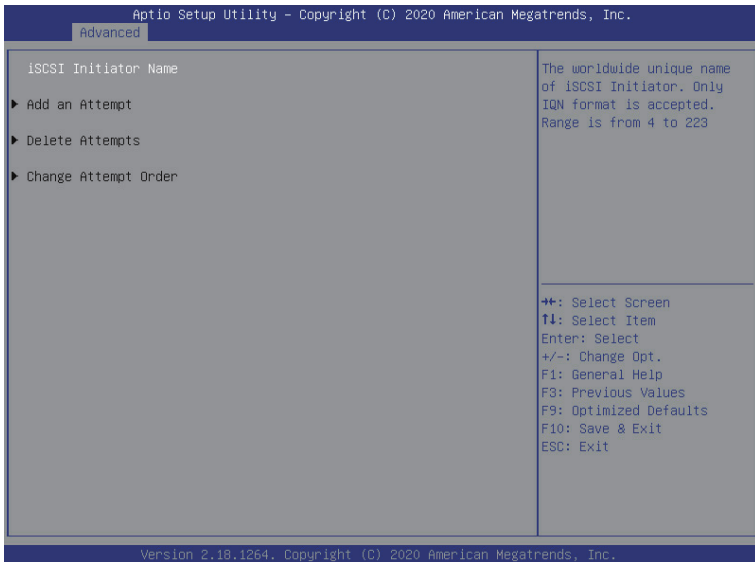 Aptio Setup Utility – Copyright (C) 2020 American Megatrends, Inc.
Advanced
iSCSI Initiator Name
▶ Add an Attempt
▶ Delete Attempts
▶ Change Attempt Order
The worldwide unique name
of iSCSI Initiator. Only
IQN format is accepted.
Range is from 4 to 223
→←: Select Screen
↑↓: Select Item
Enter: Select
+/-: Change Opt.
F1: General Help
F3: Previous Values
F9: Optimized Defaults
F10: Save & Exit
ESC: Exit
Version 2.18.1264. Copyright (C) 2020 American Megatrends, Inc.